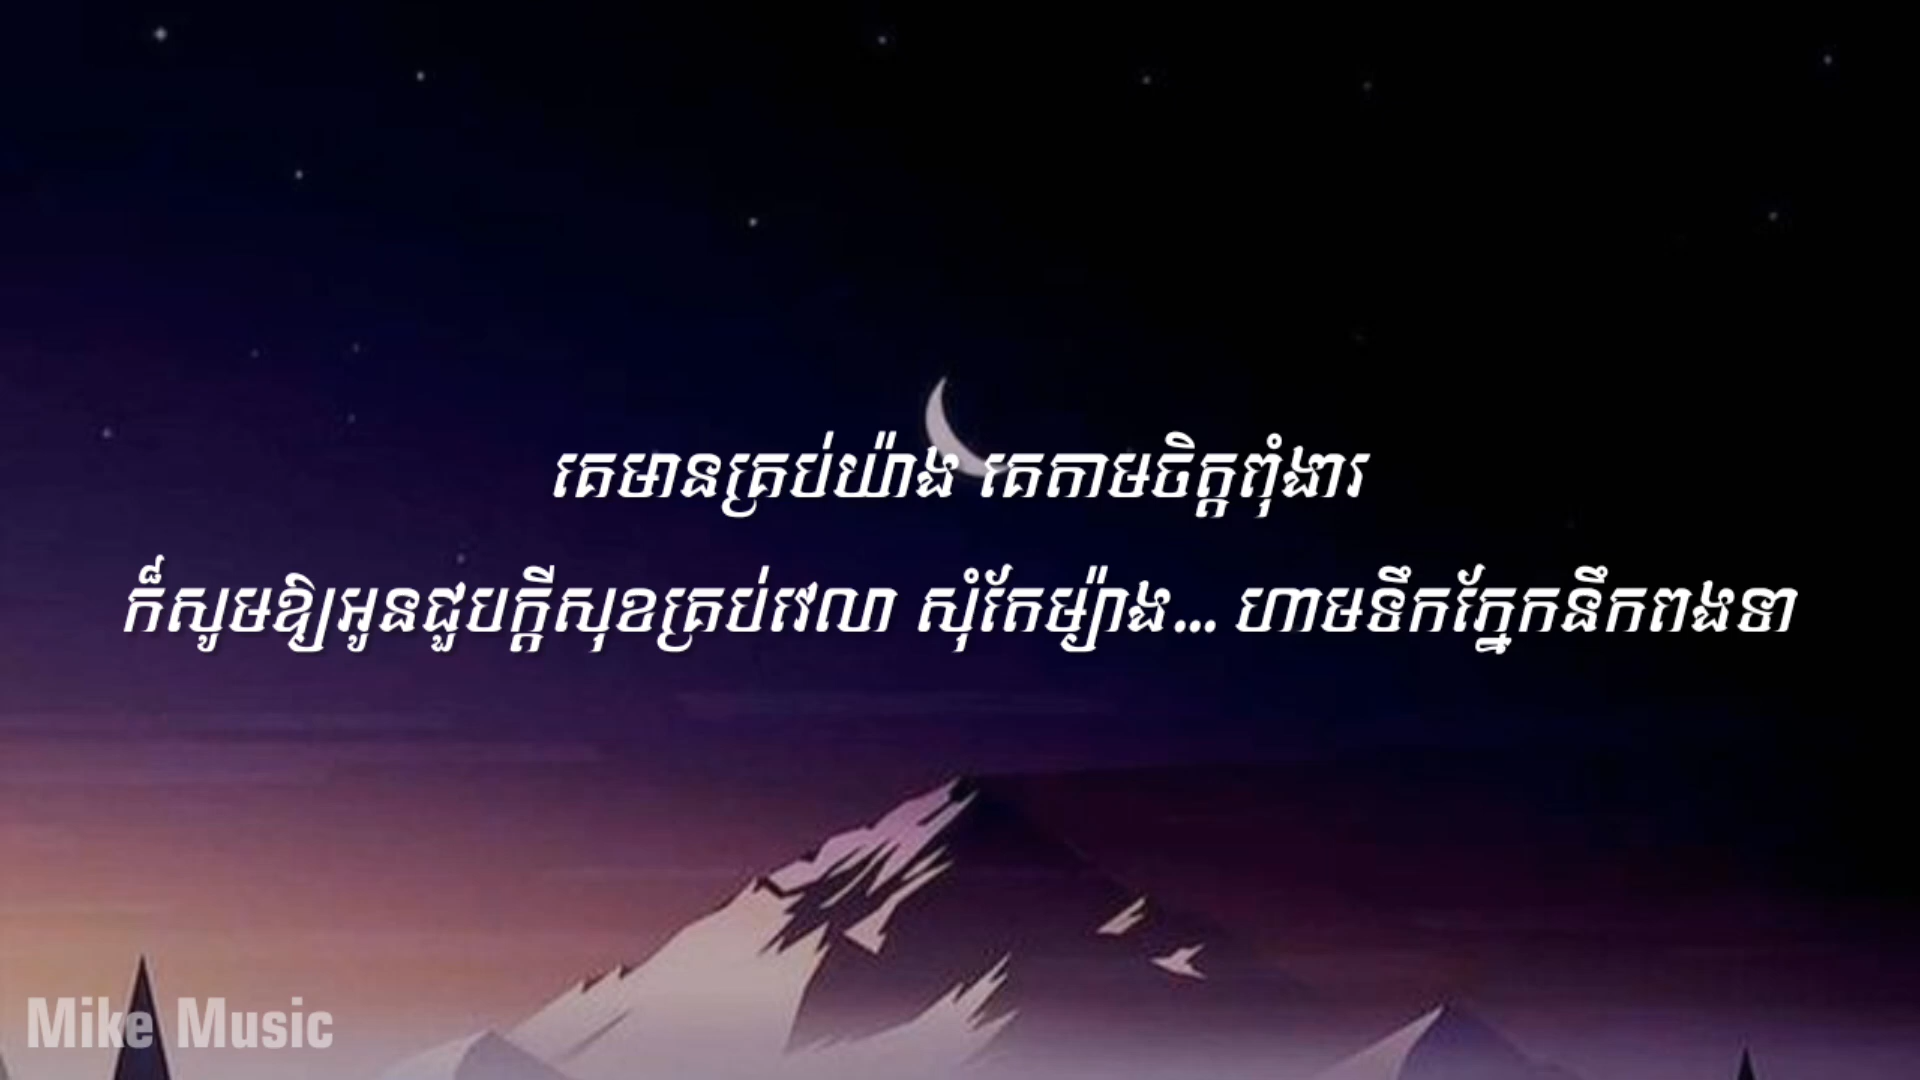 គេមានគ្រប់យ៉ាង គេតាមចិត្តពុំងារ
ក៏សូមឱ្យអូនជួបក្ដីសុខគ្រប់វេលា សុំតែម្យ៉ាង... ហាមទឹកភ្នែកនឹកពងទា
Mike Music